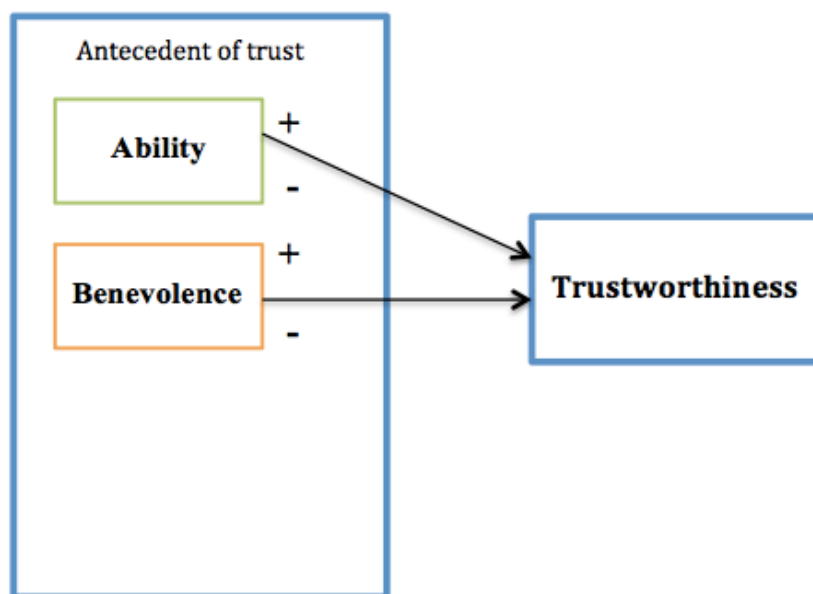 Antecedent of trust
+
Ability
-
+
Benevolence
-
Trustworthiness